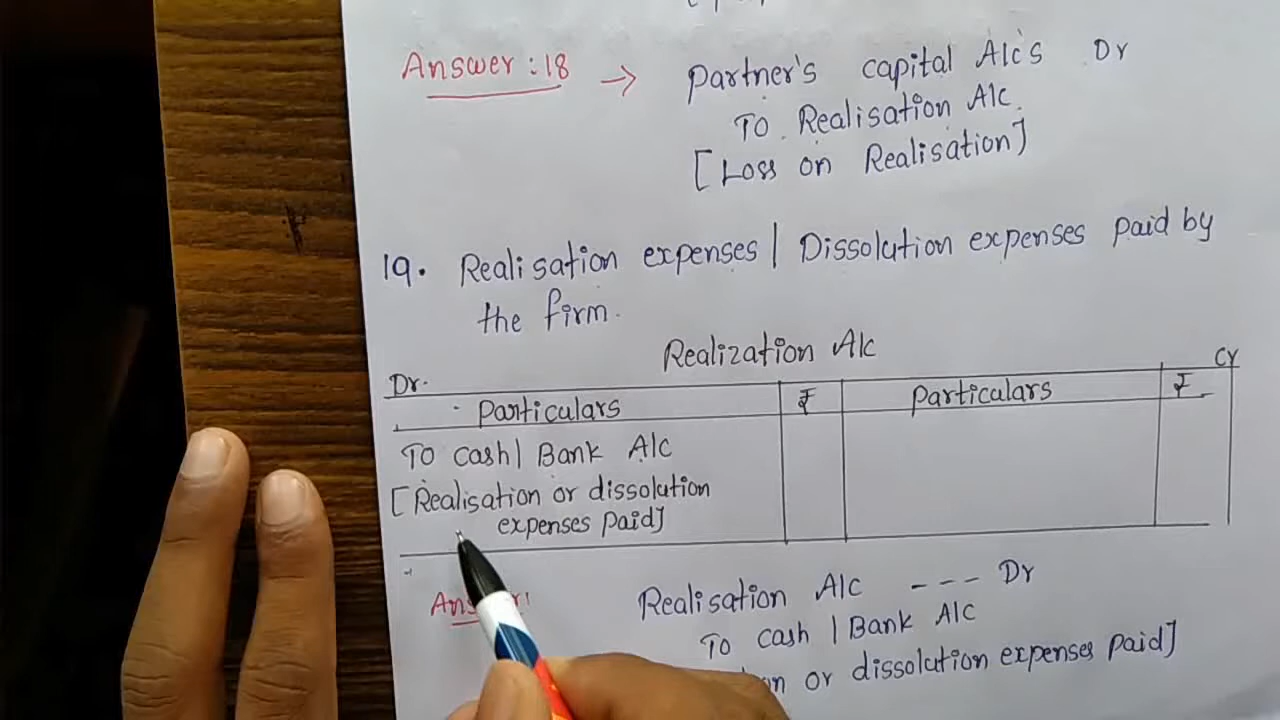 Answer : 18 → Partner's capital A/c's Dr
To Realisation A/c
[Loss on Realisation]
19. Realisation expenses | Dissolution expenses paid by
the firm.
Realization A/c
Dr. Cr
Particulars ₹ Particulars ₹
To cash | Bank A/c
[Realisation or dissolution
expenses paid]
Realisation A/c --- Dr
To cash | Bank A/c
or dissolution expenses paid]